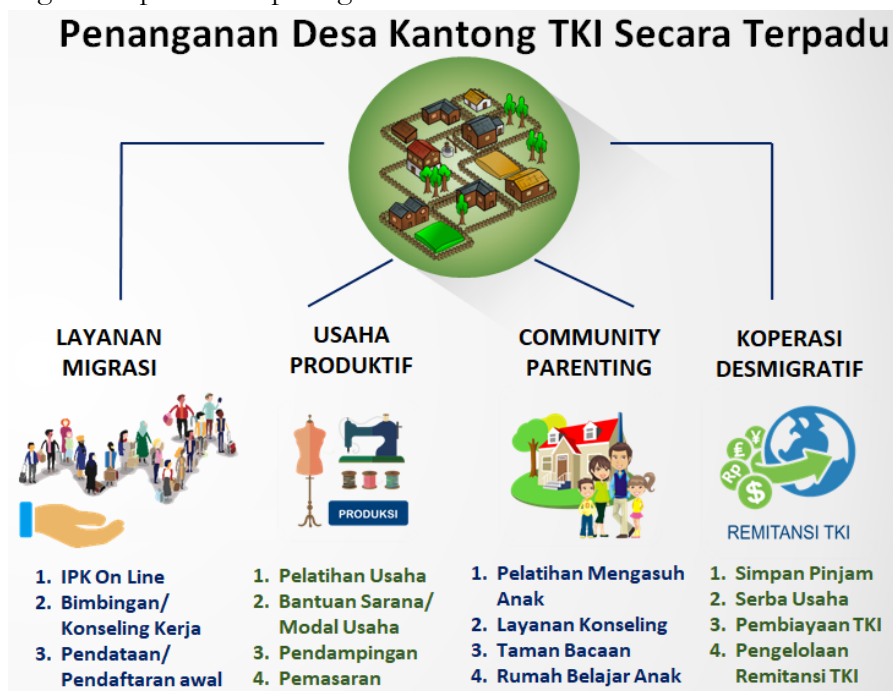 Penanganan Desa Kantong TKI Secara Terpadu
LAYANAN
MIGRASI
USAHA
PRODUKTIF
COMMUNITY
PARENTING
KOPERASI
DESMIGRATIF
PRODUKSI
Rp
£
¥
$
REMITANSI TKI
1. IPK On Line
2. Bimbingan/
Konseling Kerja
3. Pendataan/
Pendaftaran awal
1. Pelatihan Usaha
2. Bantuan Sarana/
Modal Usaha
3. Pendampingan
4. Pemasaran
1. Pelatihan Mengasuh
Anak
2. Layanan Konseling
3. Taman Bacaan
4. Rumah Belajar Anak
1. Simpan Pinjam
2. Serba Usaha
3. Pembiayaan TKI
4. Pengelolaan
Remitansi TKI